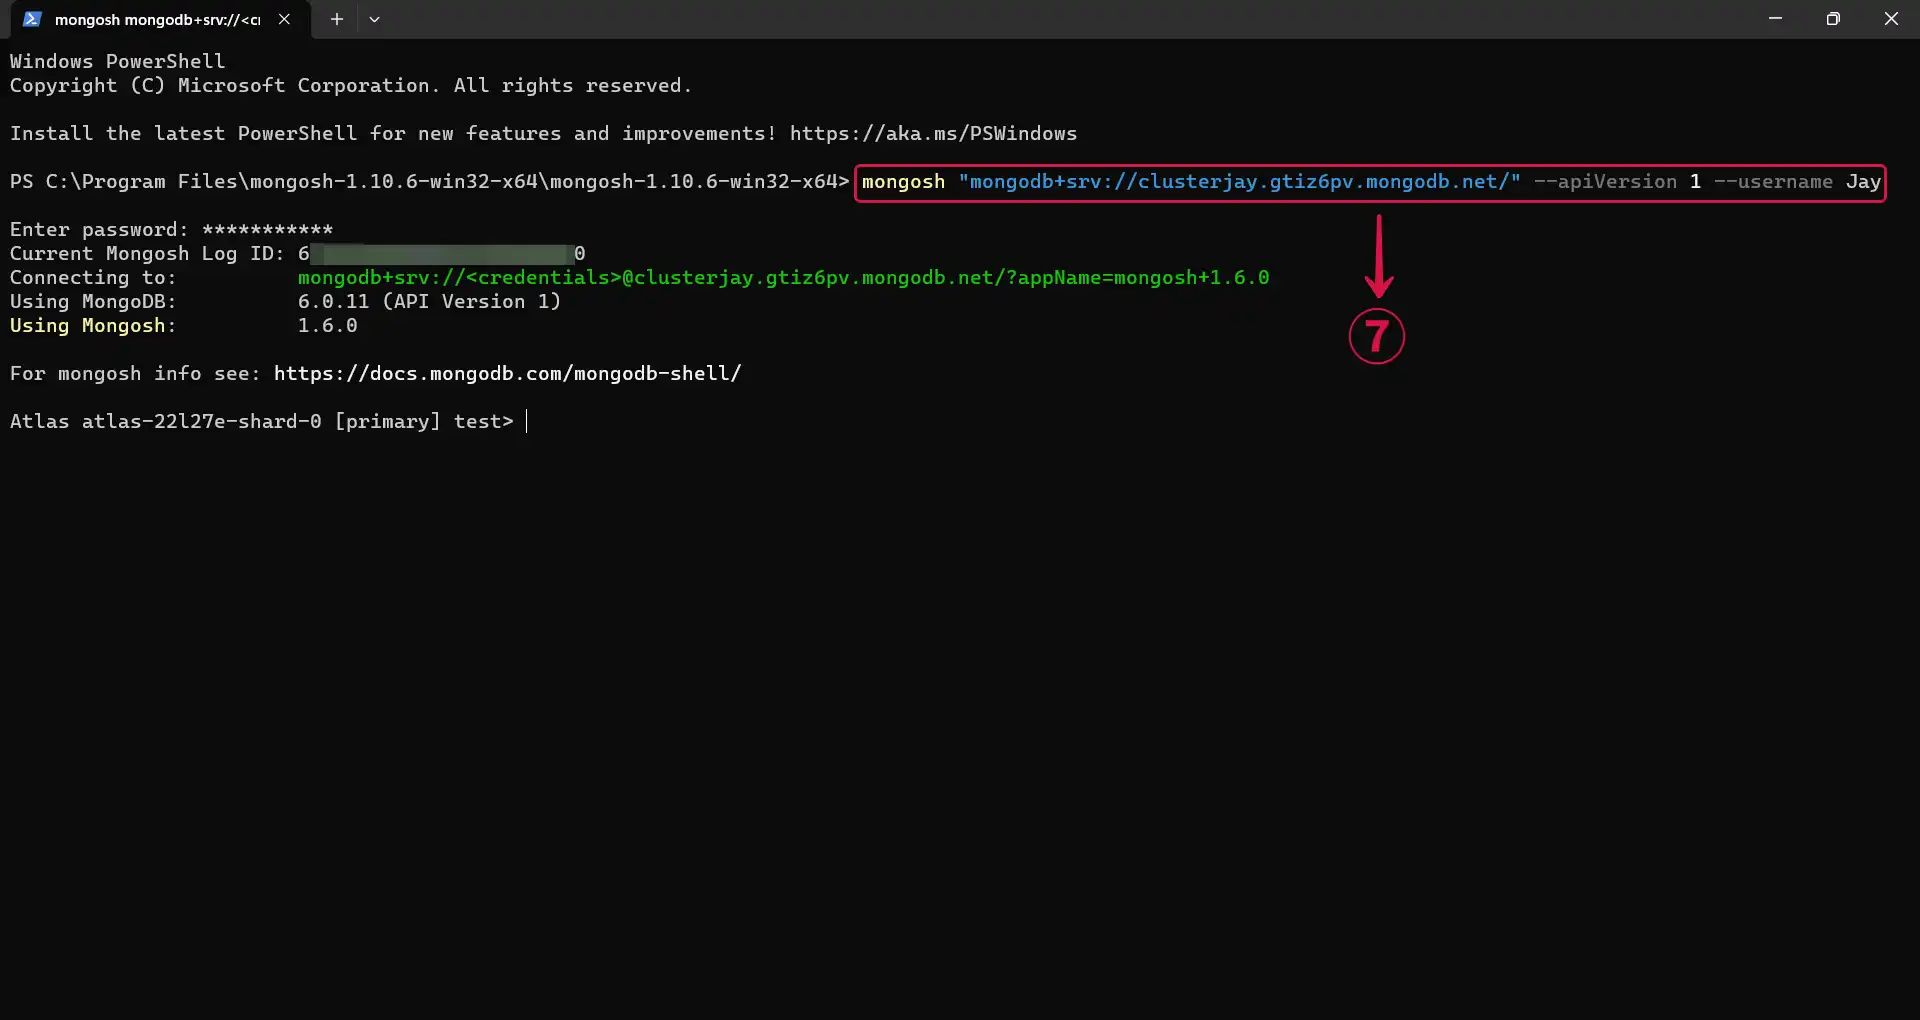 mongosh mongodb+srv://<cr
Windows PowerShell
Copyright (C) Microsoft Corporation. All rights reserved.
Install the latest PowerShell for new features and improvements! https://aka.ms/PSWindows
PS C:\Program Files\mongosh-1.10.6-win32-x64\mongosh-1.10.6-win32-x64> mongosh "mongodb+srv://clusterjay.gtiz6pv.mongodb.net/" --apiVersion 1 --username Jay
Enter password: ***********
Current Mongosh Log ID: 6 0
Connecting to: mongodb+srv://<credentials>@clusterjay.gtiz6pv.mongodb.net/?appName=mongosh+1.6.0
Using MongoDB: 6.0.11 (API Version 1)
Using Mongosh: 1.6.0
7
For mongosh info see: https://docs.mongodb.com/mongodb-shell/
Atlas atlas-22l27e-shard-0 [primary] test>